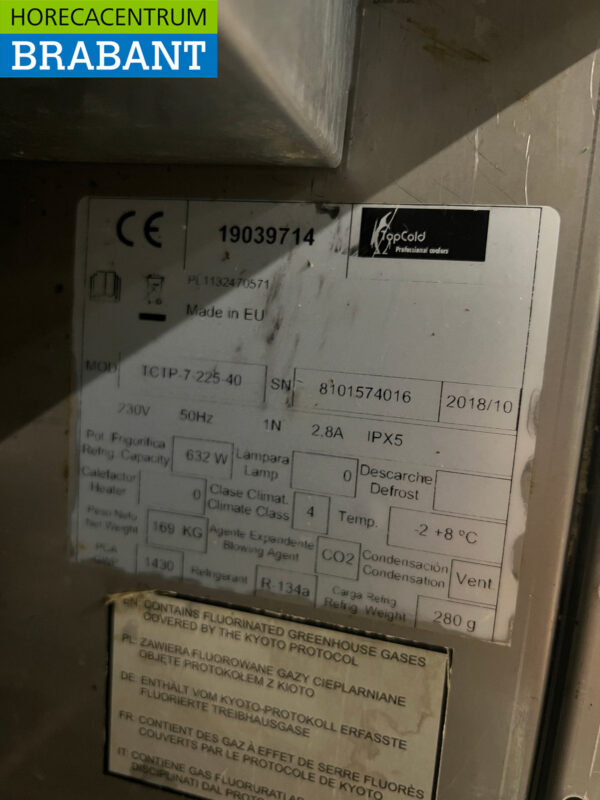 HORECACENTRUM
BRABANT
CE 19039714 TopCold
Professional coolers
PL1132470571
Made in EU
MOD TCTP-7-225-40 SN 8101574016 2018/10
230V 50Hz 1N 2.8A IPX5
Pot. Frigorifica
Refrig. Capacity 632 W Lámpara
Lamp 0 Descarche
Defrost
Calefactor
Heater 0 Clase Climat.
Climate Class 4 Temp. -2 +8 ºC
Peso Neto
Net Weight 169 KG Agente Expandente
Blowing Agent CO2 Condensación
Condensation Vent
PCA
1430 Refrigerant R-134a Carga Refrig
Refrig. Weight 280 g
EN: CONTAINS FLUORINATED GREENHOUSE GASES
COVERED BY THE KYOTO PROTOCOL
PL: ZAWIERA FLUOROWANE GAZY CIEPLARNIANE
OBJĘTE PROTOKOŁEM Z KIOTO
DE: ENTHÄLT VOM KYOTO-PROTOKOLL ERFASSTE
FLUORIERTE TREIBHAUSGASE
FR: CONTIENT DES GAZ À EFFET DE SERRE FLUORÉS
COUVERTS PAR LE PROTOCOLE DE KYOTO
IT: CONTIENE GAS FLUORURATI
DISCIPLINATI DAL